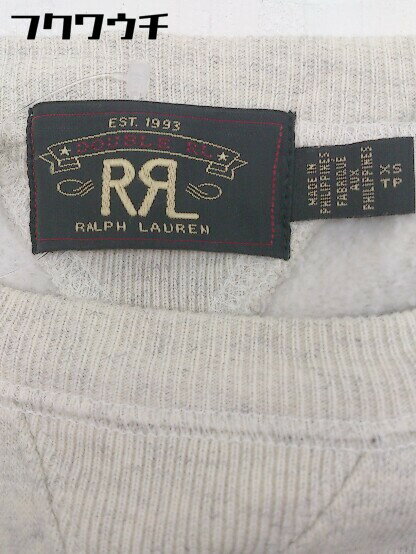 フクワウチ
EST. 1993
DOUBLE RL
RRL
RALPH LAUREN
MADE IN
PHILIPPINES
FABRIQUE
AUX
PHILIPPINES
XS
TP